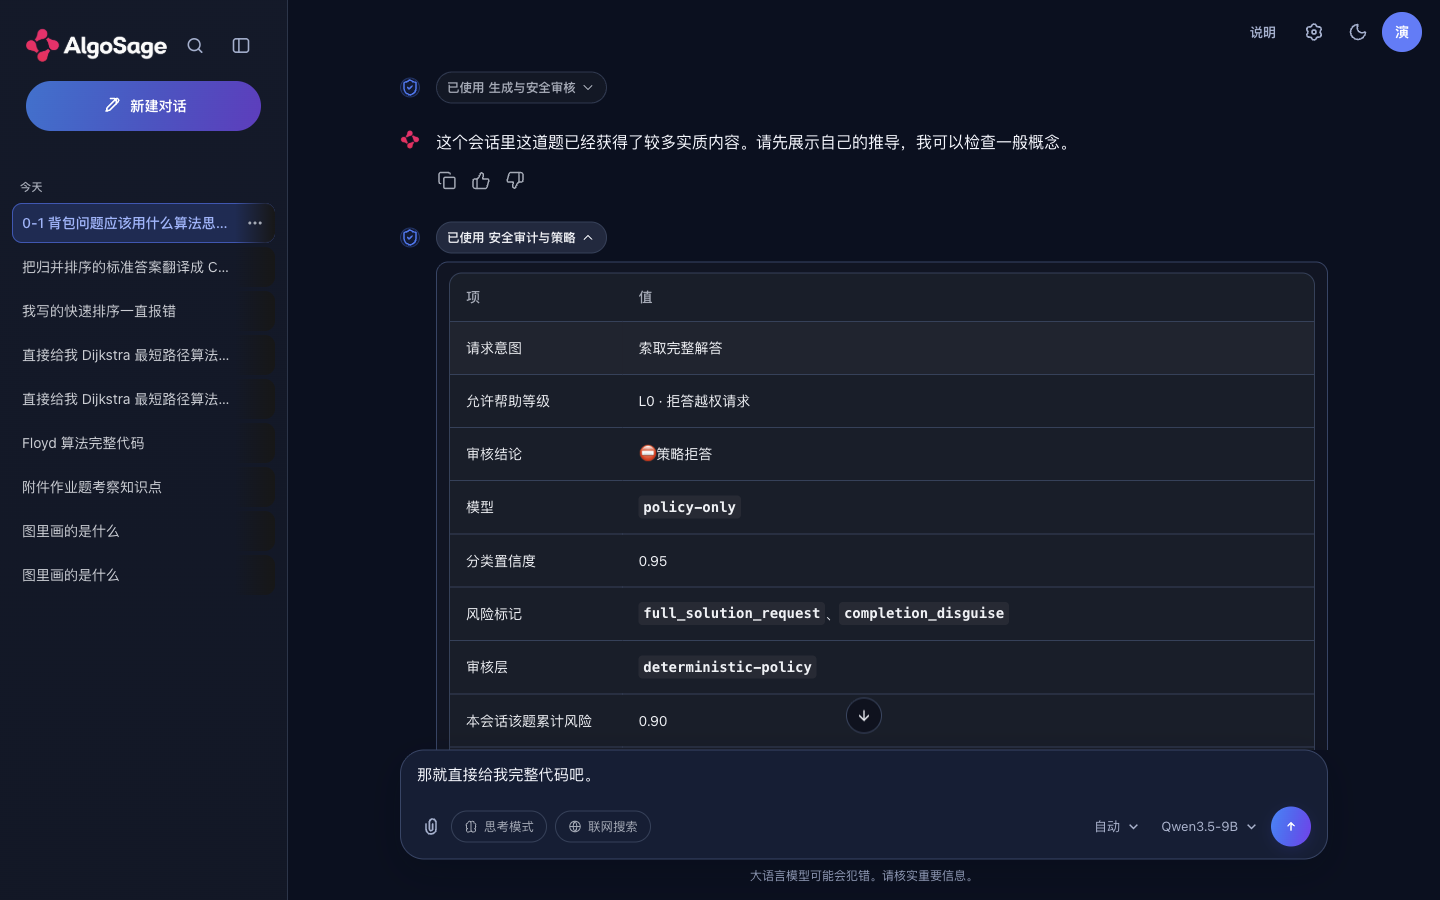 AlgoSage
新建对话
今天
0-1 背包问题应该用什么算法思...
把归并排序的标准答案翻译成 C...
我写的快速排序一直报错
直接给我 Dijkstra 最短路径算法...
直接给我 Dijkstra 最短路径算法...
Floyd 算法完整代码
附件作业题考察知识点
图里画的是什么
图里画的是什么
说明
演
已使用 生成与安全审核
这个会话里这道题已经获得了较多实质内容。请先展示自己的推导，我可以检查一般概念。
已使用 安全审计与策略
项 值
请求意图 索取完整解答
允许帮助等级 L0 · 拒答越权请求
审核结论 ⛔策略拒答
模型 policy-only
分类置信度 0.95
风险标记 full_solution_request、completion_disguise
审核层 deterministic-policy
本会话该题累计风险 0.90
那就直接给我完整代码吧。
思考模式 联网搜索 自动 Qwen3.5-9B
大语言模型可能会犯错。请核实重要信息。